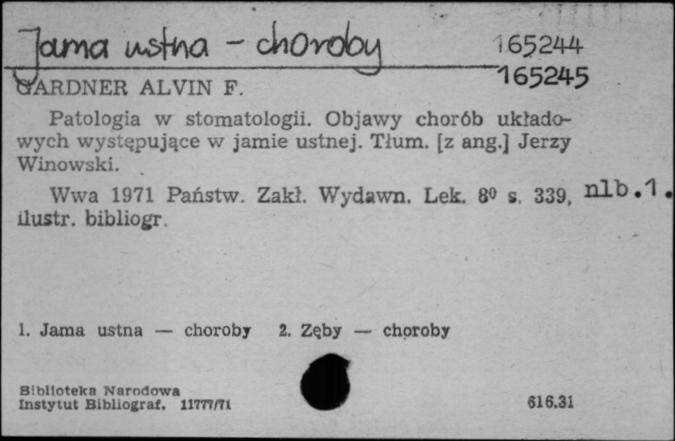 Jama ustna - choroby 165244
165245
GARDNER ALVIN F.
Patologia w stomatologii. Objawy chorób układo-
wych występujące w jamie ustnej. Tłum. [z ang.] Jerzy
Winowski.
Wwa 1971 Państw. Zakł. Wydawn. Lek. 8⁰ s. 339, nlb.1.
ilustr. bibliogr.
1. Jama ustna — choroby 2. Zęby — choroby
Biblioteka Narodowa
Instytut Bibliograf. 11777/71 616.31